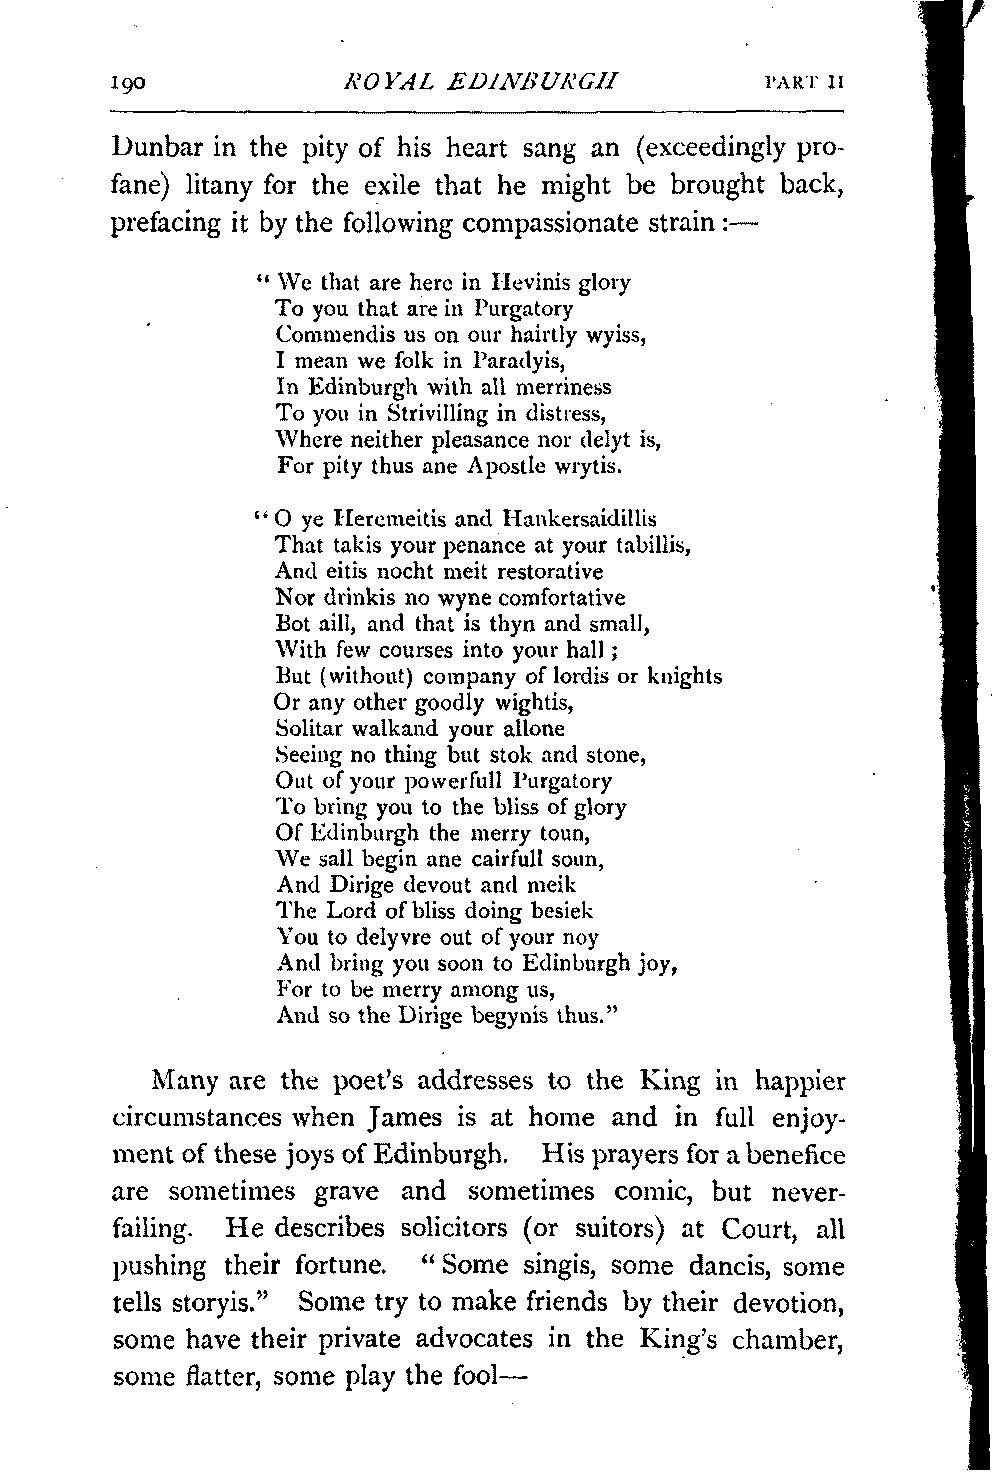 190 ROYAL EDINBURGH PART II
Dunbar in the pity of his heart sang an (exceedingly pro-
fane) litany for the exile that he might be brought back,
prefacing it by the following compassionate strain :—
“ We that are here in Hevinis glory
To you that are in Purgatory
Commendis us on our hairtly wyiss,
I mean we folk in Paradyis,
In Edinburgh with all merriness
To you in Strivilling in distress,
Where neither pleasance nor delyt is,
For pity thus ane Apostle wrytis.
“ O ye Heremeitis and Hankersaidillis
That takis your penance at your tabillis,
And eitis nocht meit restorative
Nor drinkis no wyne comfortative
Bot aill, and that is thyn and small,
With few courses into your hall ;
But (without) company of lordis or knights
Or any other goodly wightis,
Solitar walkand your allone
Seeing no thing but stok and stone,
Out of your powerfull Purgatory
To bring you to the bliss of glory
Of Edinburgh the merry toun,
We sall begin ane cairfull soun,
And Dirige devout and meik
The Lord of bliss doing besiek
You to delyvre out of your noy
And bring you soon to Edinburgh joy,
For to be merry among us,
And so the Dirige begynis thus.”
Many are the poet’s addresses to the King in happier
circumstances when James is at home and in full enjoy-
ment of these joys of Edinburgh. His prayers for a benefice
are sometimes grave and sometimes comic, but never-
failing. He describes solicitors (or suitors) at Court, all
pushing their fortune. “ Some singis, some dancis, some
tells storyis.” Some try to make friends by their devotion,
some have their private advocates in the King’s chamber,
some flatter, some play the fool—